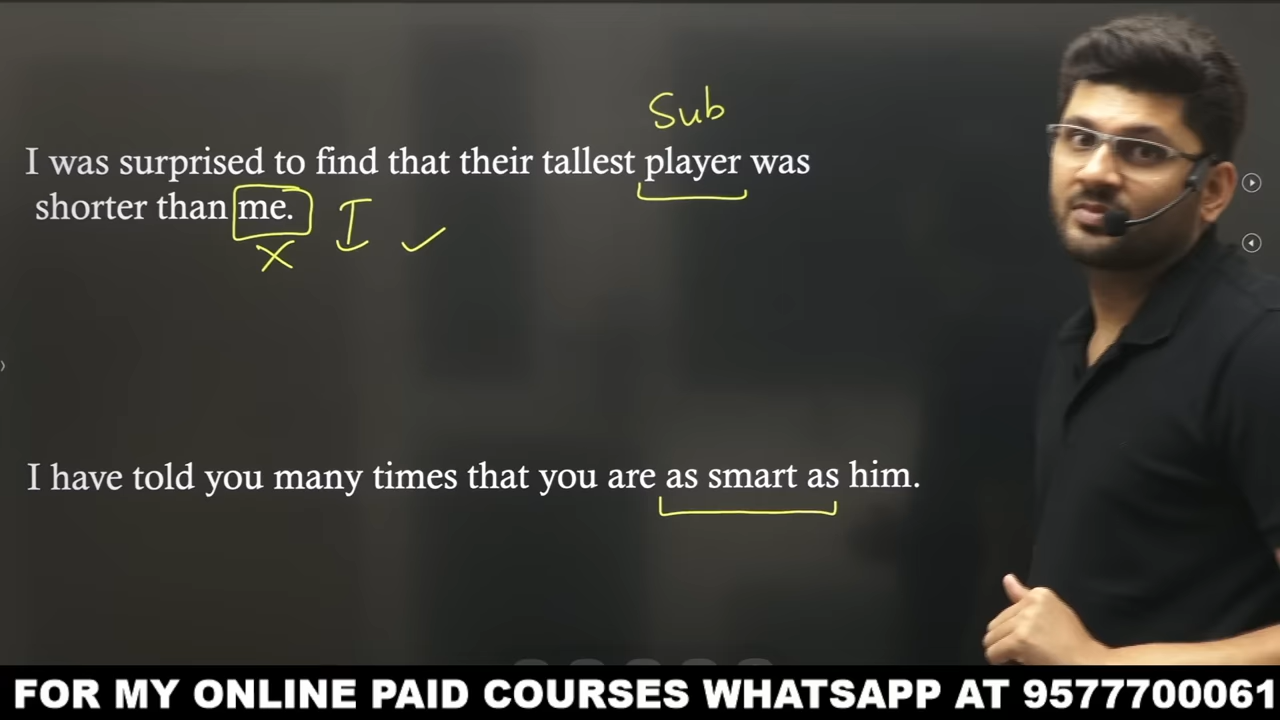 Sub
I was surprised to find that their tallest player was
shorter than me. I
X
I have told you many times that you are as smart as him.
FOR MY ONLINE PAID COURSES WHATSAPP AT 9577700061